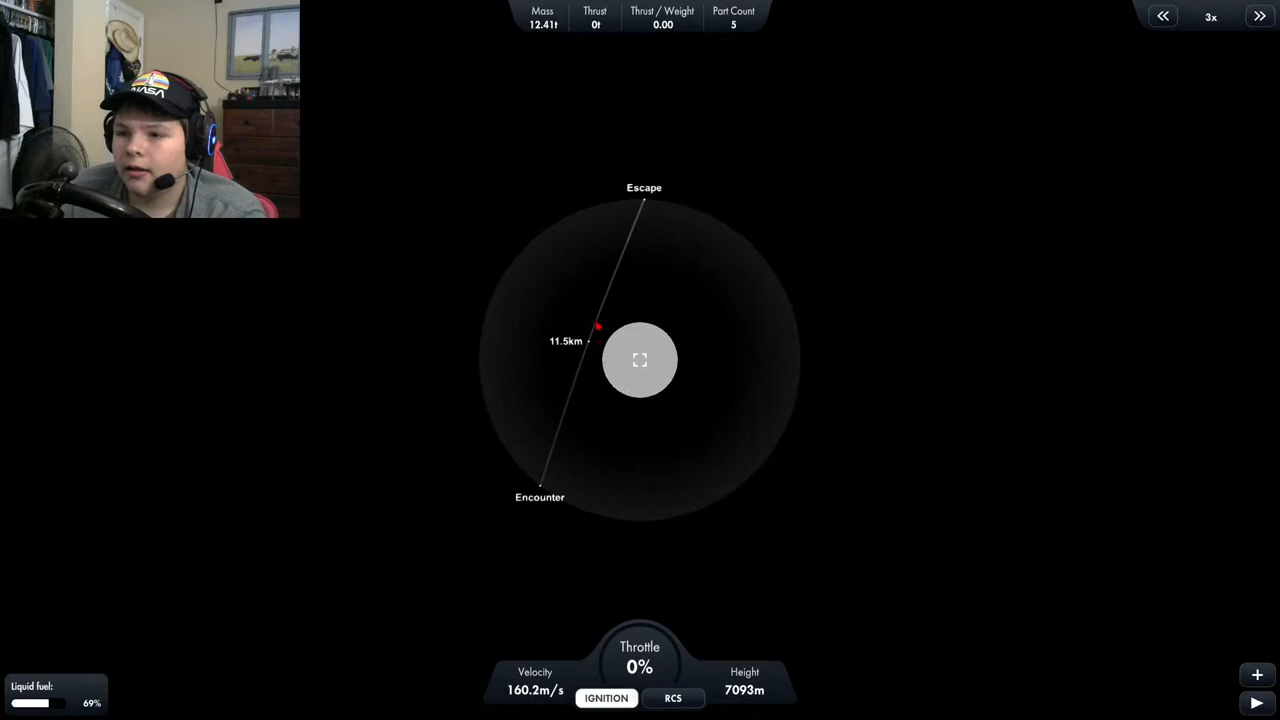 Mass
12.41t
Thrust
0t
Thrust / Weight
0.00
Part Count
5
3x
NASA
Escape
11.5km
Encounter
Throttle
0%
Velocity
160.2m/s
Height
7093m
IGNITION
RCS
Liquid fuel:
69%